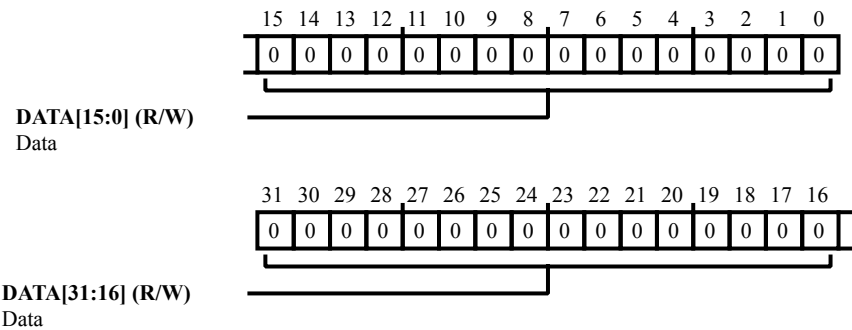 15 14 13 12 11 10 9 8 7 6 5 4 3 2 1 0
0 0 0 0 0 0 0 0 0 0 0 0 0 0 0 0
DATA[15:0] (R/W)
Data
31 30 29 28 27 26 25 24 23 22 21 20 19 18 17 16
0 0 0 0 0 0 0 0 0 0 0 0 0 0 0 0
DATA[31:16] (R/W)
Data